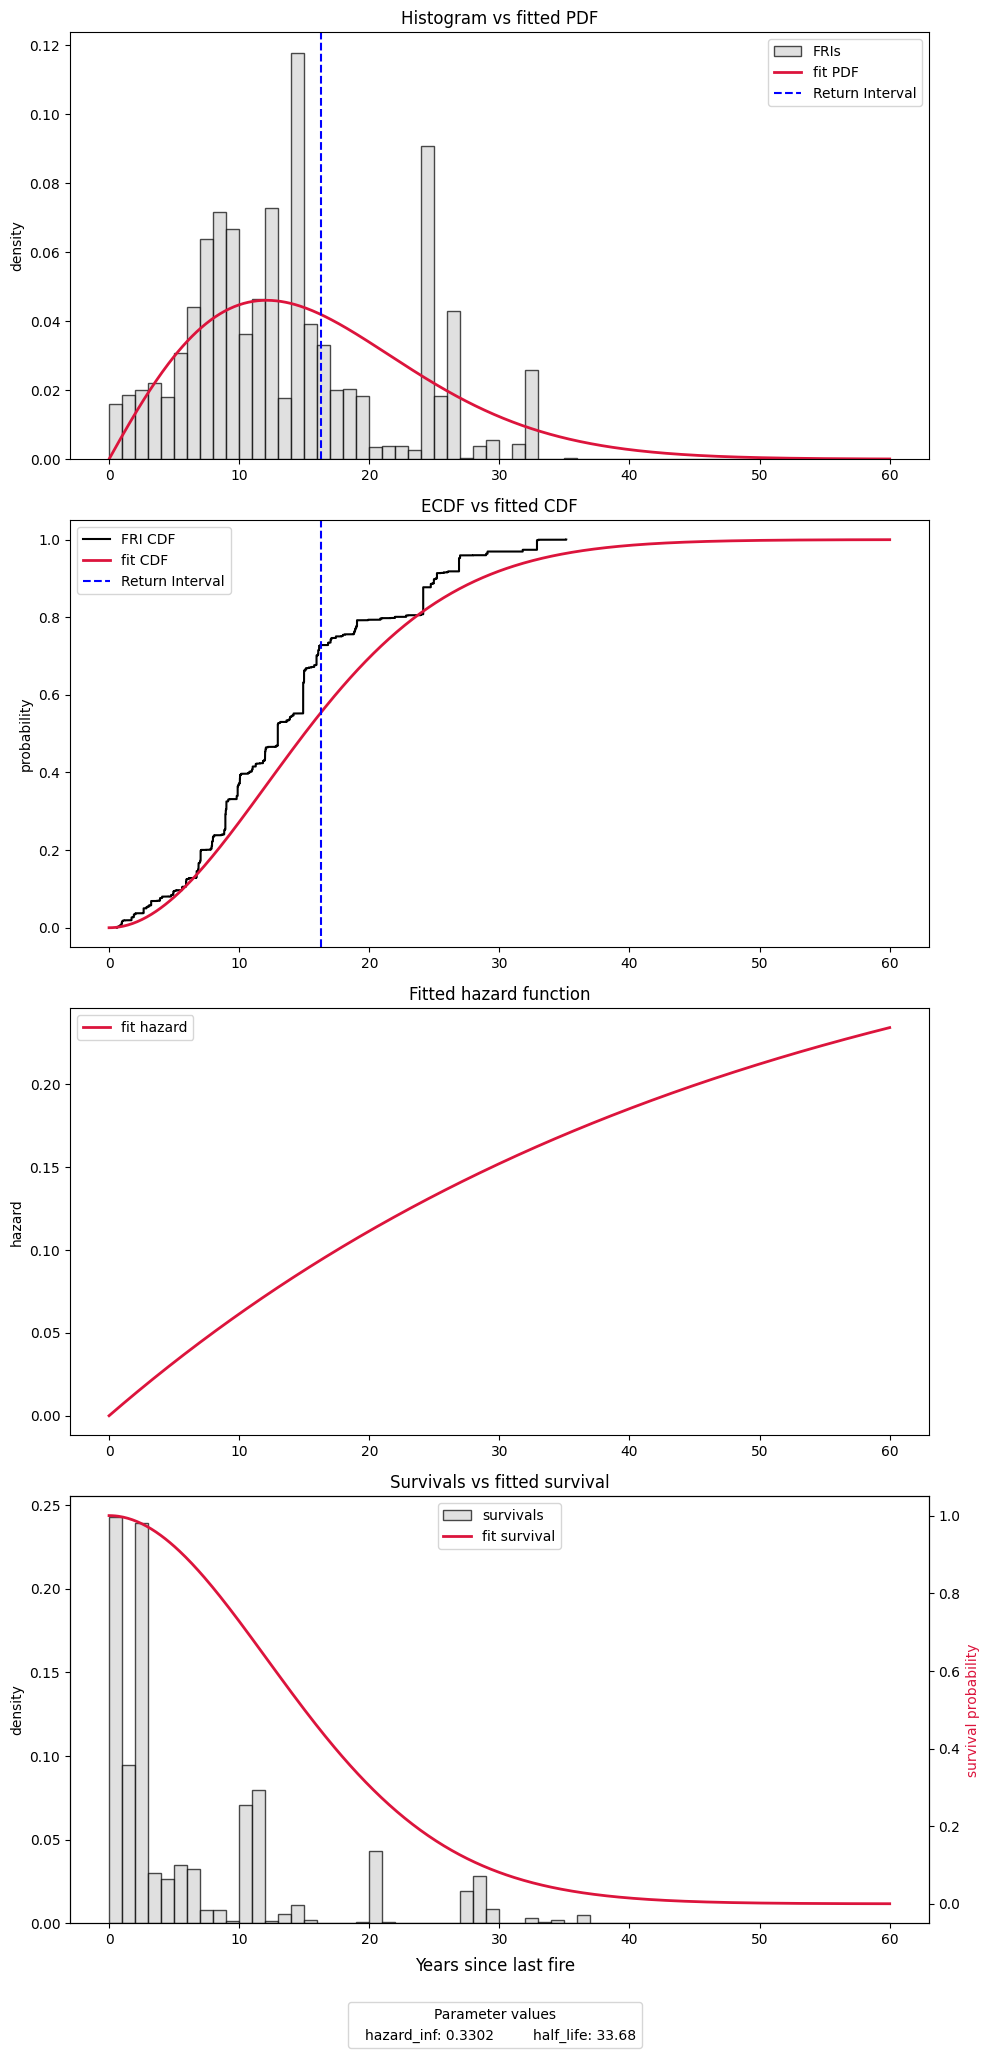 Histogram vs fitted PDF
0.12
0.10
0.08
0.06
0.04
0.02
0.00
density
FRIs
fit PDF
Return Interval
0 10 20 30 40 50 60
ECDF vs fitted CDF
1.0
0.8
0.6
0.4
0.2
0.0
probability
FRI CDF
fit CDF
Return Interval
0 10 20 30 40 50 60
Fitted hazard function
0.20
0.15
0.10
0.05
0.00
hazard
fit hazard
0 10 20 30 40 50 60
Survivals vs fitted survival
0.25
0.20
0.15
0.10
0.05
0.00
density
survivals
fit survival
1.0
0.8
0.6
0.4
0.2
0.0
survival probability
0 10 20 30 40 50 60
Years since last fire
Parameter values
hazard_inf: 0.3302 half_life: 33.68